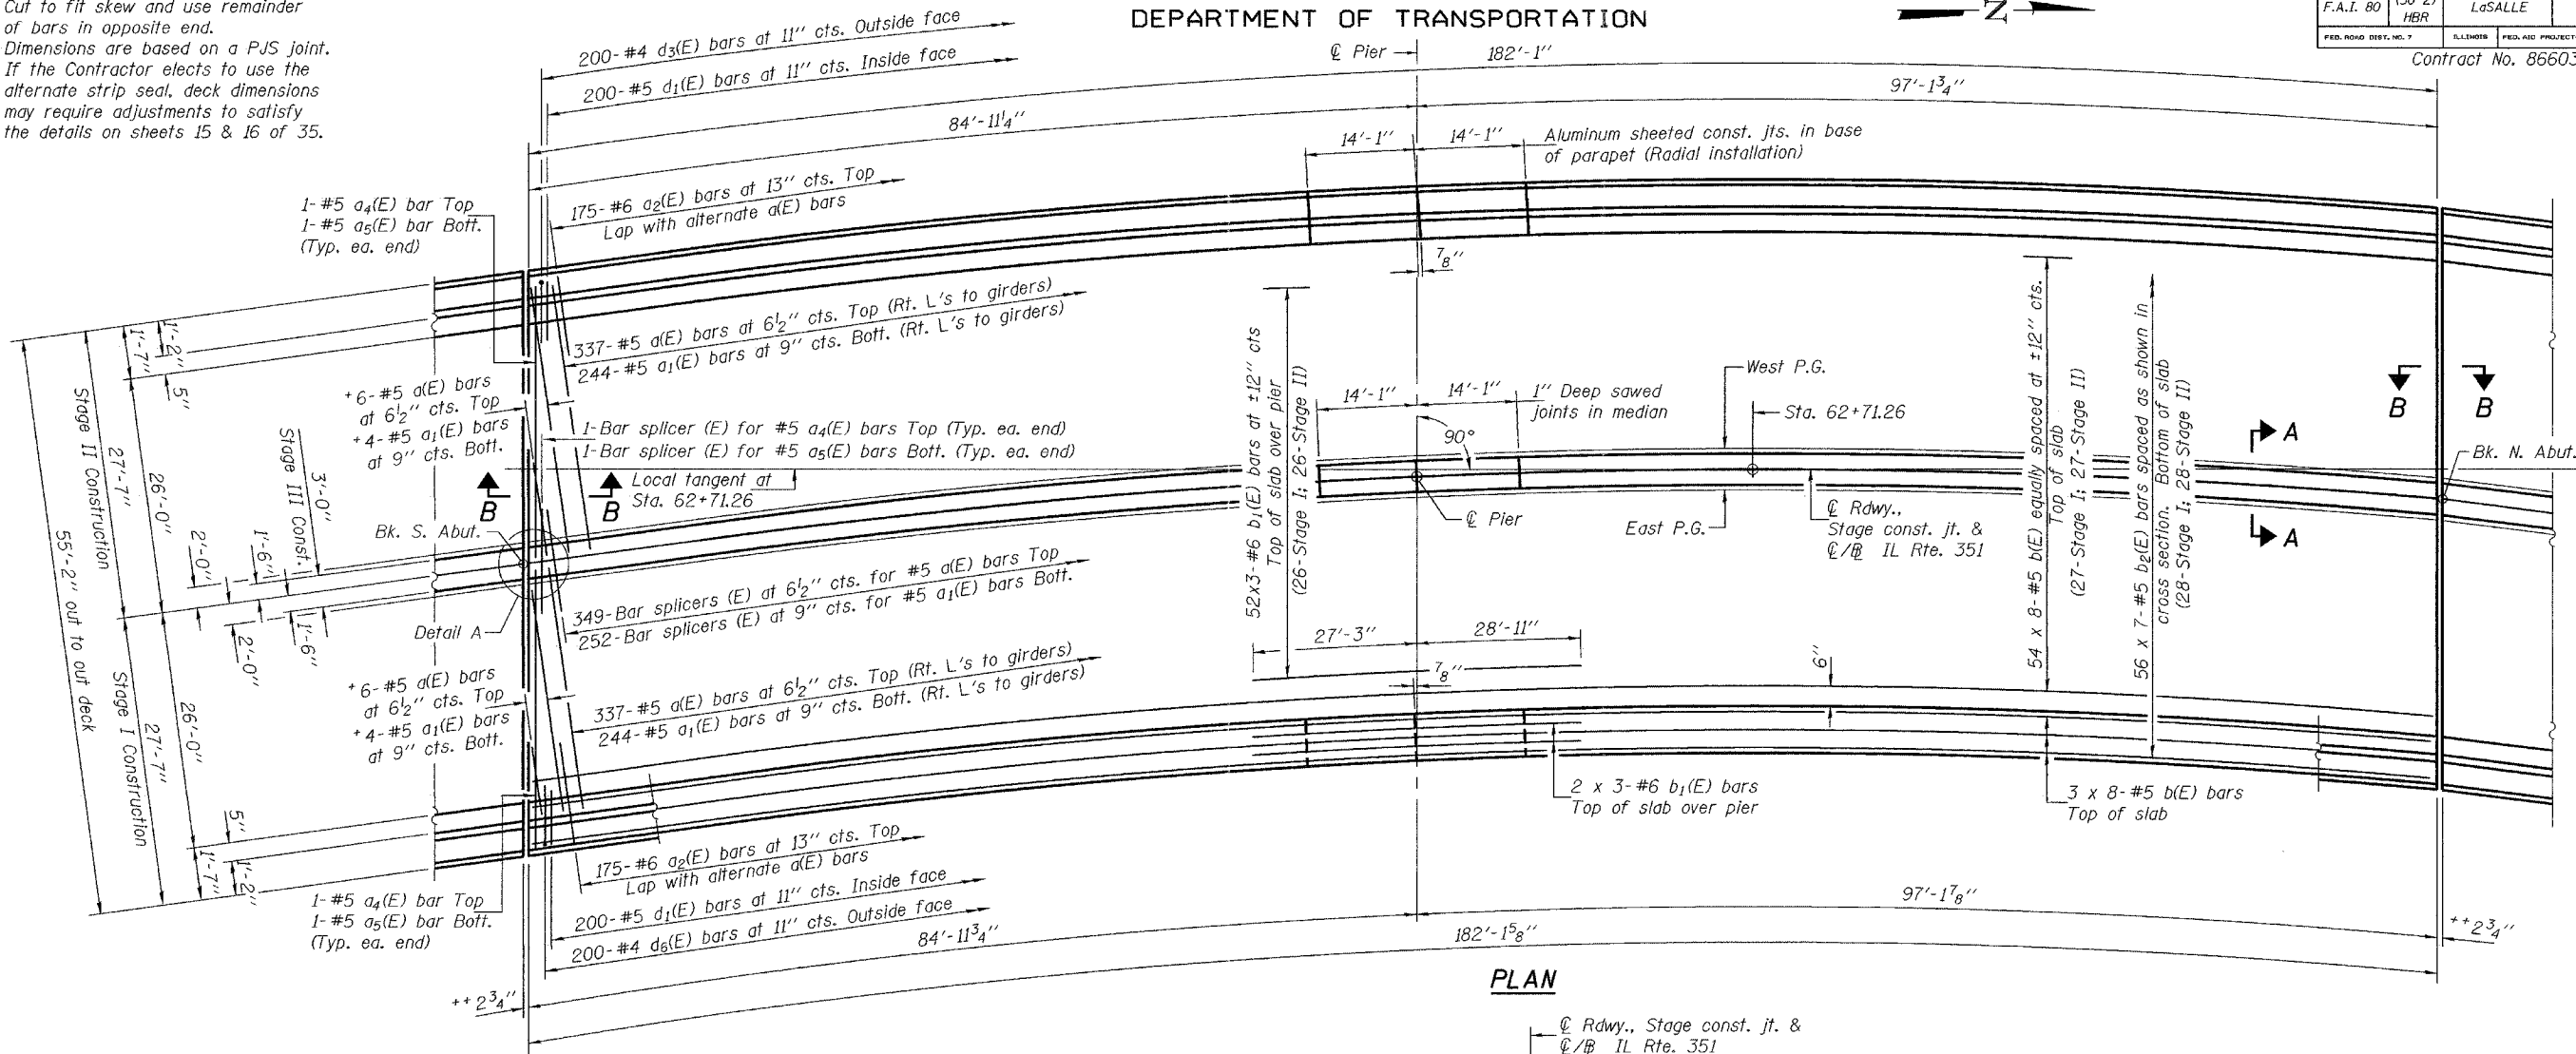 Cut to fit skew and use remainder
of bars in opposite end.
Dimensions are based on a PJS joint.
If the Contractor elects to use the
alternate strip seal, deck dimensions
may require adjustments to satisfy
the details on sheets 15 & 16 of 35.
DEPARTMENT OF TRANSPORTATION
Z
F.A.I. 80
HBR
LaSALLE
FED. ROAD DIST. NO. 7
ILLINOIS
FED. AID PROJECT
Contract No. 86603
200-#4 d3(E) bars at 11" cts. Outside face
200-#5 d1(E) bars at 11" cts. Inside face
℄ Pier
182'-1"
97'-1¾"
84'-11¼"
14'-1"
14'-1"
Aluminum sheeted const. jts. in base
of parapet (Radial installation)
175-#6 a2(E) bars at 13" cts. Top
Lap with alternate a(E) bars
1-#5 a4(E) bar Top
1-#5 a5(E) bar Bott.
(Typ. ea. end)
⅞"
337-#5 a(E) bars at 6½" cts. Top (Rt. L's to girders)
244-#5 a1(E) bars at 9" cts. Bott. (Rt. L's to girders)
1'-2"
1'-7"
5"
+6-#5 a(E) bars
at 6½" cts. Top
+4-#5 a1(E) bars
at 9" cts. Bott.
1-Bar splicer (E) for #5 a4(E) bars Top (Typ. ea. end)
1-Bar splicer (E) for #5 a5(E) bars Bott. (Typ. ea. end)
Local tangent at
Sta. 62+71.26
B
B
Bk. S. Abut.
Detail A
52x3-#6 b1(E) bars at ±12" cts
Top of slab over pier
(26-Stage I; 26-Stage II)
14'-1"
14'-1"
1" Deep sawed
joints in median
90°
West P.G.
Sta. 62+71.26
℄ Pier
East P.G.
℄ Rdwy.,
Stage const. jt. &
℄/B IL Rte. 351
54 x 8-#5 b(E) equally spaced at ±12" cts.
Top of slab
(27-Stage I; 27-Stage II)
56 x 7-#5 b2(E) bars spaced as shown in
cross section. Bottom of slab
(28-Stage I; 28-Stage II)
A
A
B
B
Bk. N. Abut.
Stage II Construction
27'-7"
26'-0"
Stage III Const.
3'-0"
2'-0"
1'-6"
1'-6"
2'-0"
55'-2" out to out deck
Stage I Construction
27'-7"
26'-0"
5"
1'-7"
1'-2"
349-Bar splicers (E) at 6½" cts. for #5 a(E) bars Top
252-Bar splicers (E) at 9" cts. for #5 a1(E) bars Bott.
27'-3"
28'-11"
⅞"
6"
+6-#5 a(E) bars
at 6½" cts. Top
+4-#5 a1(E) bars
at 9" cts. Bott.
337-#5 a(E) bars at 6½" cts. Top (Rt. L's to girders)
244-#5 a1(E) bars at 9" cts. Bott. (Rt. L's to girders)
2 x 3-#6 b1(E) bars
Top of slab over pier
3 x 8-#5 b(E) bars
Top of slab
175-#6 a2(E) bars at 13" cts. Top
Lap with alternate a(E) bars
1-#5 a4(E) bar Top
1-#5 a5(E) bar Bott.
(Typ. ea. end)
200-#5 d1(E) bars at 11" cts. Inside face
200-#4 d6(E) bars at 11" cts. Outside face
84'-11¾"
97'-1⅞"
182'-1⅝"
++2¾"
++2¾"
PLAN
℄ Rdwy., Stage const. jt. &
℄/B IL Rte. 351